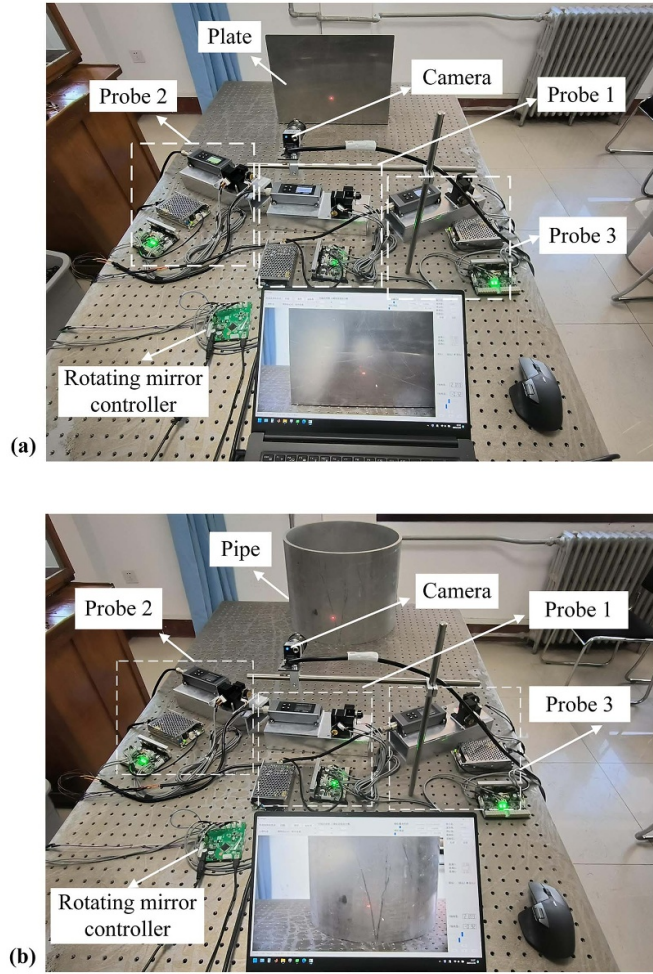 Plate
Camera
Probe 1
Probe 2
Probe 3
Rotating mirror
controller
(a)
Pipe
Camera
Probe 1
Probe 2
Probe 3
Rotating mirror
controller
(b)